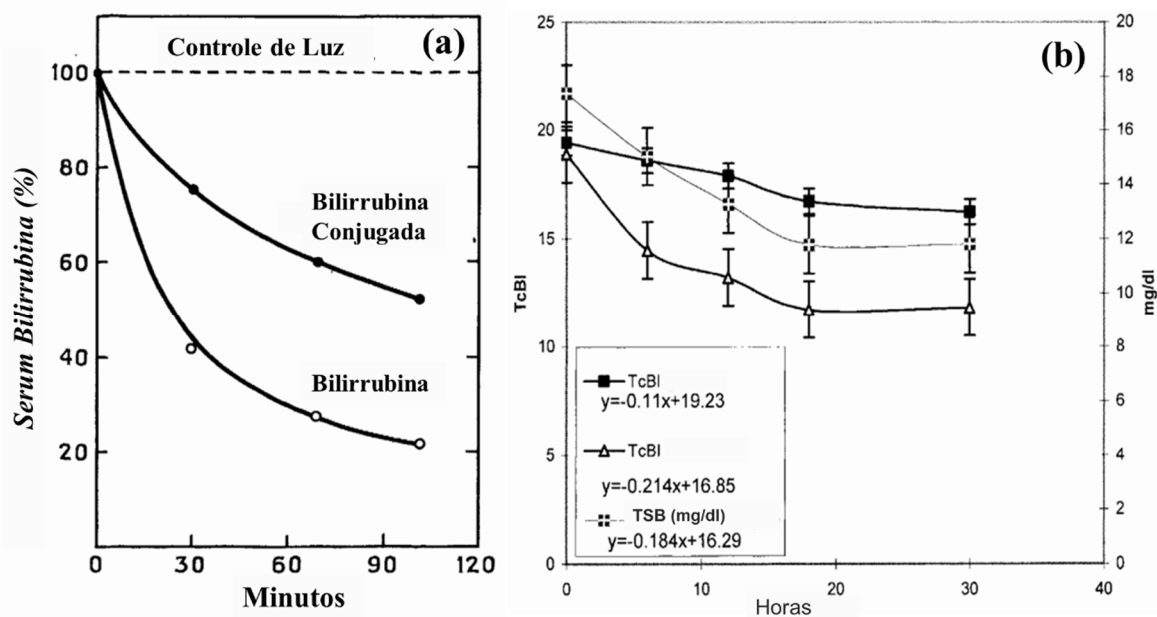 (a)
Controle de Luz
100
80
60
40
20
Serum Bilirrubina (%)
Bilirrubina
Conjugada
Bilirrubina
0
30
60
90
120
Minutos
(b)
25
20
15
10
5
0
TcBI
20
18
16
14
12
10
8
6
4
2
0
mg/dl
TcBI
y=-0.11x+19.23
TcBI
y=-0.214x+16.85
TSB (mg/dl)
y=-0.184x+16.29
0
10
20
30
40
Horas